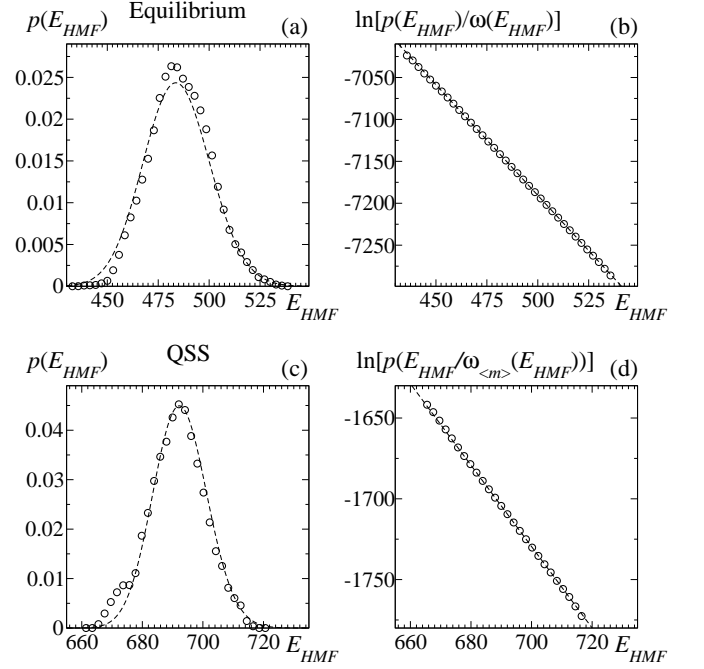 Equilibrium
p(E_HMF) (a)
0.025
0.02
0.015
0.01
0.005
0
450 475 500 525 E_HMF
ln[p(E_HMF)/ω(E_HMF)] (b)
-7050
-7100
-7150
-7200
-7250
450 475 500 525 E_HMF
QSS
p(E_HMF) (c)
0.04
0.03
0.02
0.01
0
660 680 700 720 E_HMF
ln[p(E_HMF/ω_<m>(E_HMF))] (d)
-1650
-1700
-1750
660 680 700 720 E_HMF